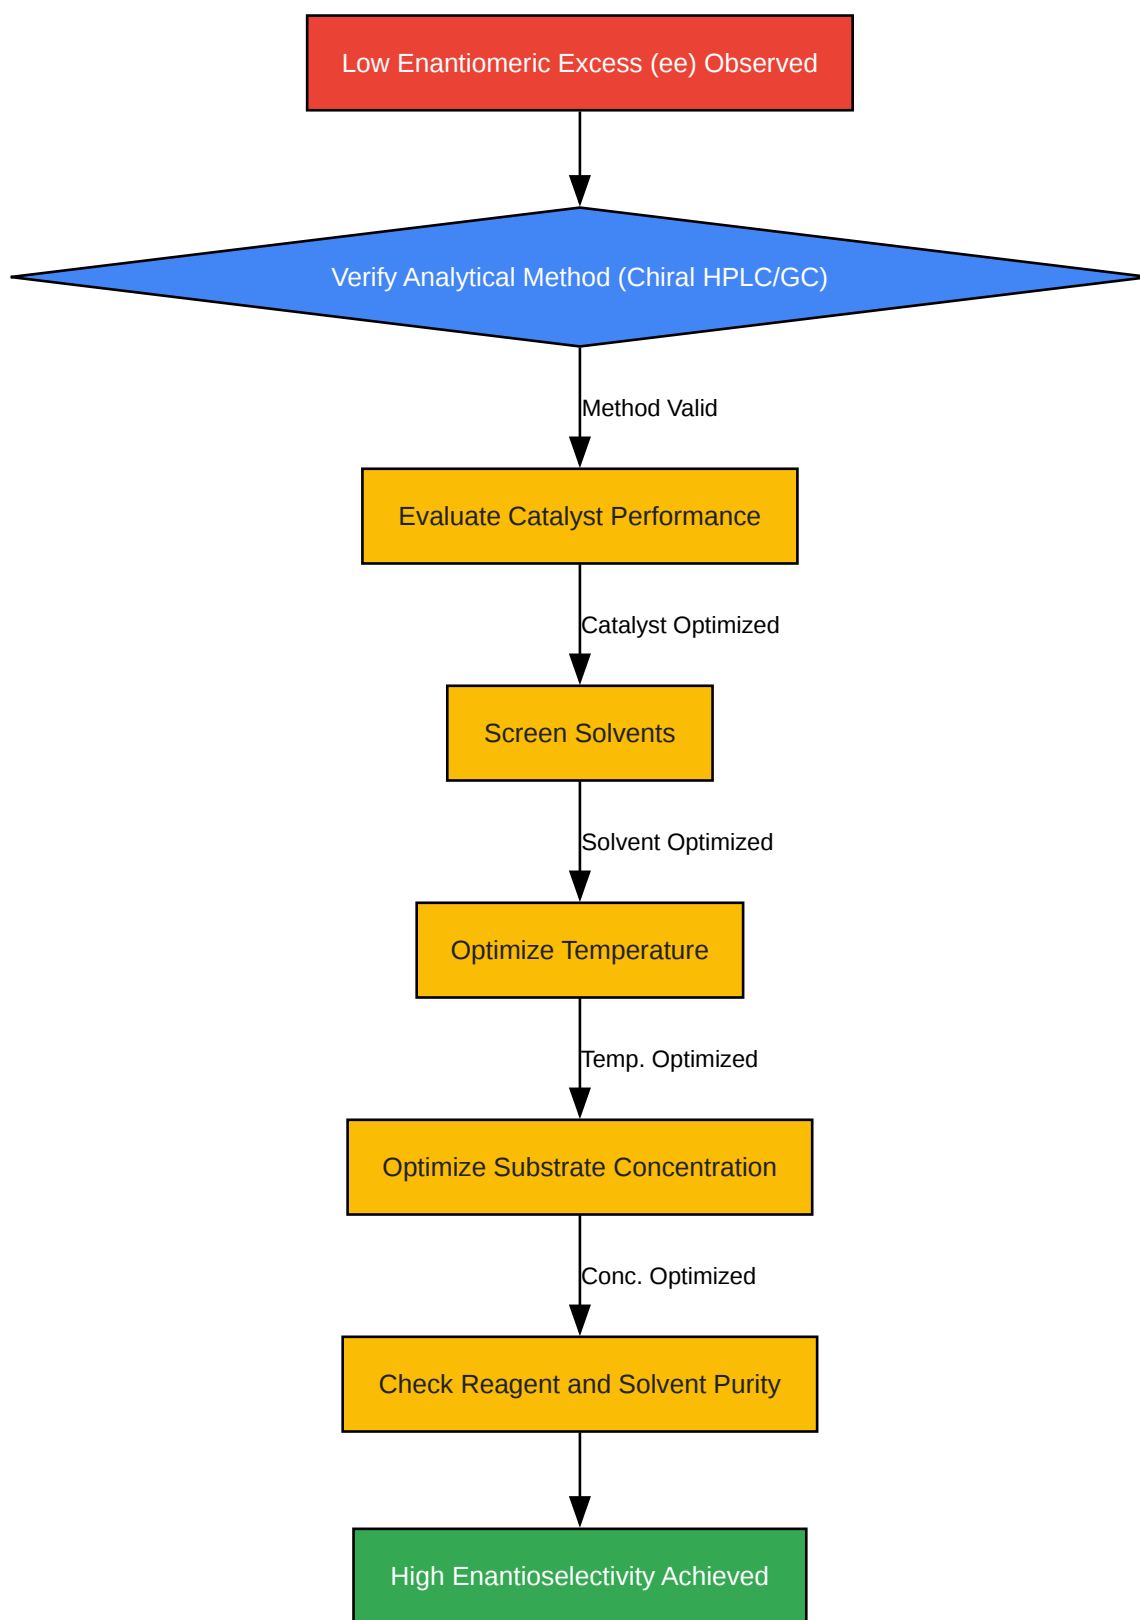 Low Enantiomeric Excess (ee) Observed
Verify Analytical Method (Chiral HPLC/GC)
Method Valid
Evaluate Catalyst Performance
Catalyst Optimized
Screen Solvents
Solvent Optimized
Optimize Temperature
Temp. Optimized
Optimize Substrate Concentration
Conc. Optimized
Check Reagent and Solvent Purity
High Enantioselectivity Achieved